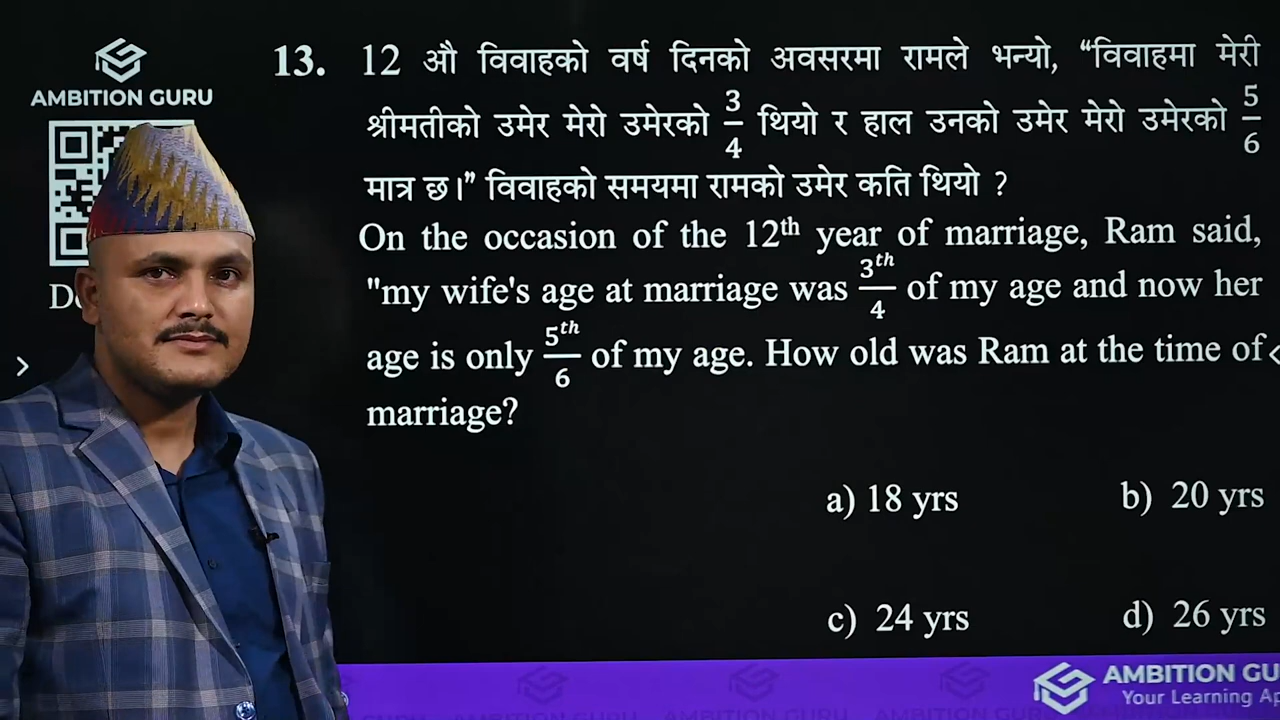 AMBITION GURU
13. 12 औ विवाहको वर्ष दिनको अवसरमा रामले भन्यो, “विवाहमा मेरी
श्रीमतीको उमेर मेरो उमेरको 3/4 थियो र हाल उनको उमेर मेरो उमेरको 5/6
मात्र छ।” विवाहको समयमा रामको उमेर कति थियो ?
On the occasion of the 12th year of marriage, Ram said,
"my wife's age at marriage was 3th/4 of my age and now her
age is only 5th/6 of my age. How old was Ram at the time of
marriage?
a) 18 yrs b) 20 yrs
c) 24 yrs d) 26 yrs
AMBITION GU
Your Learning Ap